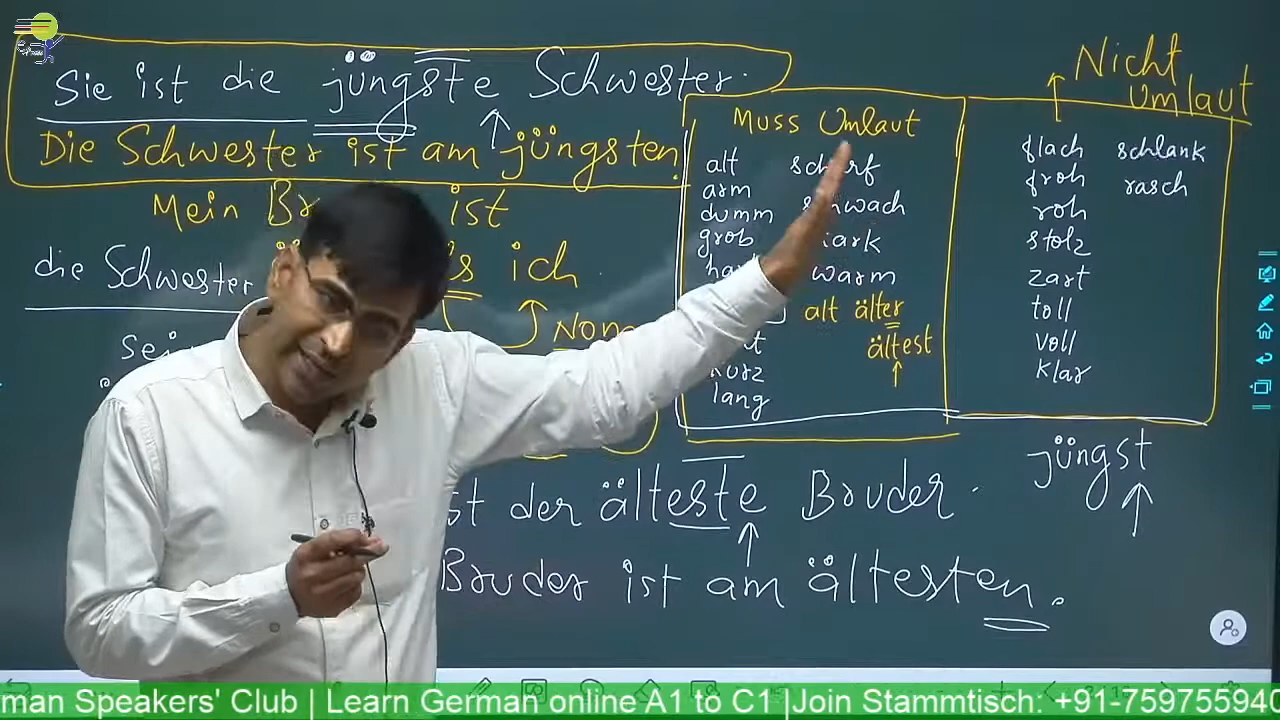 Sie ist die jüngste Schwester.
Die Schwester ist am jüngsten.
Mein ist
die Schwester
ich
Nicht
Umlaut
Muss Umlaut
alt scharf
arm schwach
dumm stark
grob warm
alt älter
ältest
kurz
lang
flach schlank
froh rasch
roh
stolz
zart
toll
voll
klar
jüngst
st der älteste Bruder.
Bruder ist am ältesten.
man Speakers' Club | Learn German online A1 to C1 |Join Stammtisch: +91-759755940